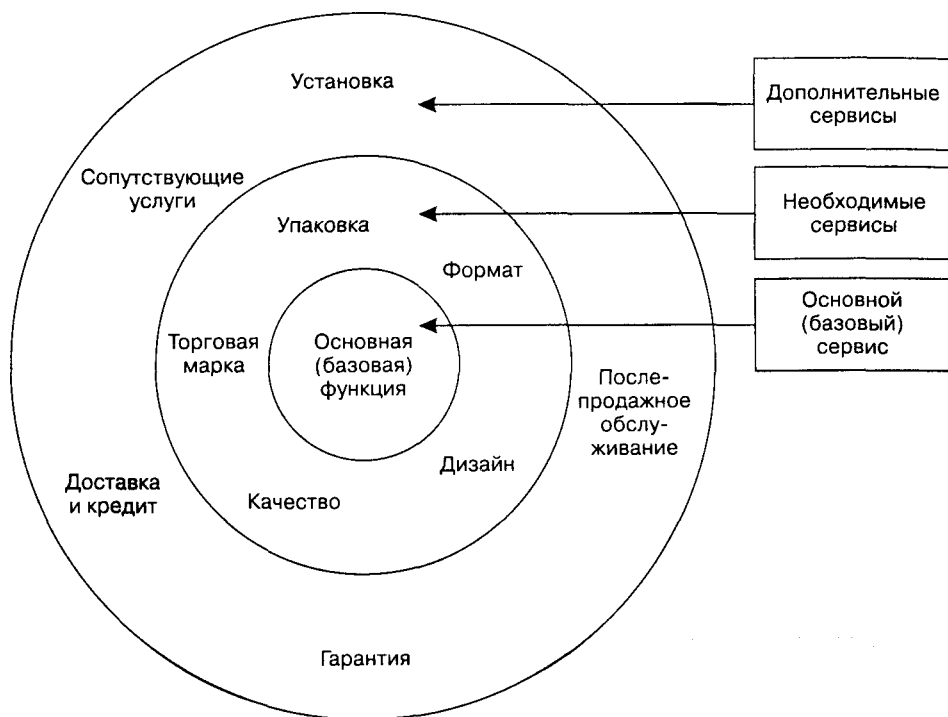 Установка
Дополнительные
сервисы
Сопутствующие
услуги
Необходимые
сервисы
Упаковка
Формат
Основной
(базовый)
сервис
Торговая
марка
Основная
(базовая)
функция
После-
продажное
обслу-
живание
Дизайн
Доставка
и кредит
Качество
Гарантия